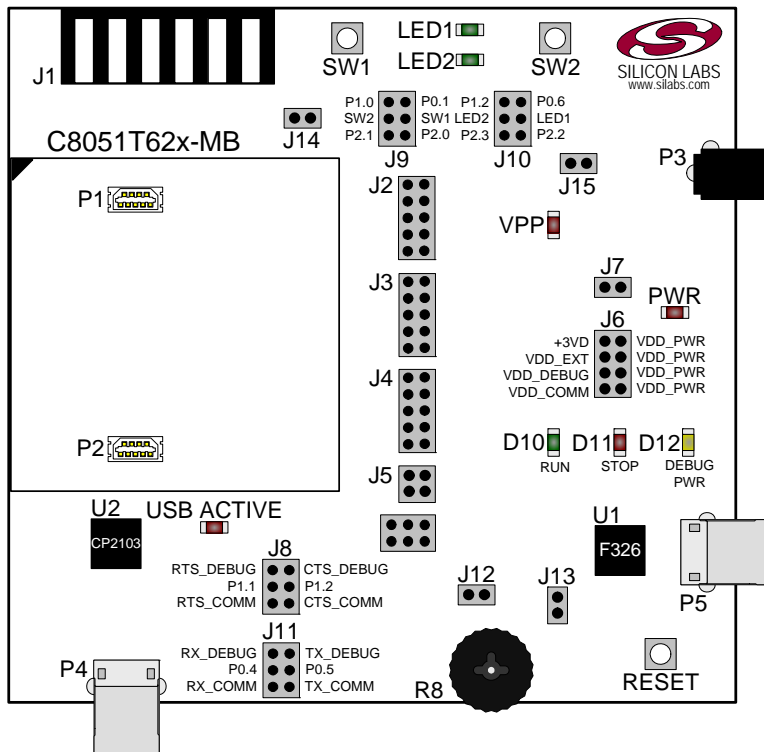 J1
SW1
LED1
LED2
SW2
SILICON LABS
www.silabs.com
C8051T62x-MB
J14
P1.0 P0.1
SW2 SW1
P2.1 P2.0
J9
P1.2 P0.6
LED2 LED1
P2.3 P2.2
J10
J15
P3
P1
J2
VPP
J3
J7
PWR
J6
+3VD VDD_PWR
VDD_EXT VDD_PWR
VDD_DEBUG VDD_PWR
VDD_COMM VDD_PWR
J4
P2
D10
RUN
D11
STOP
D12
DEBUG
PWR
J5
U2
CP2103
USB ACTIVE
U1
F326
J8
RTS_DEBUG CTS_DEBUG
P1.1 P1.2
RTS_COMM CTS_COMM
J12
J13
P5
J11
RX_DEBUG TX_DEBUG
P0.4 P0.5
RX_COMM TX_COMM
P4
R8
RESET